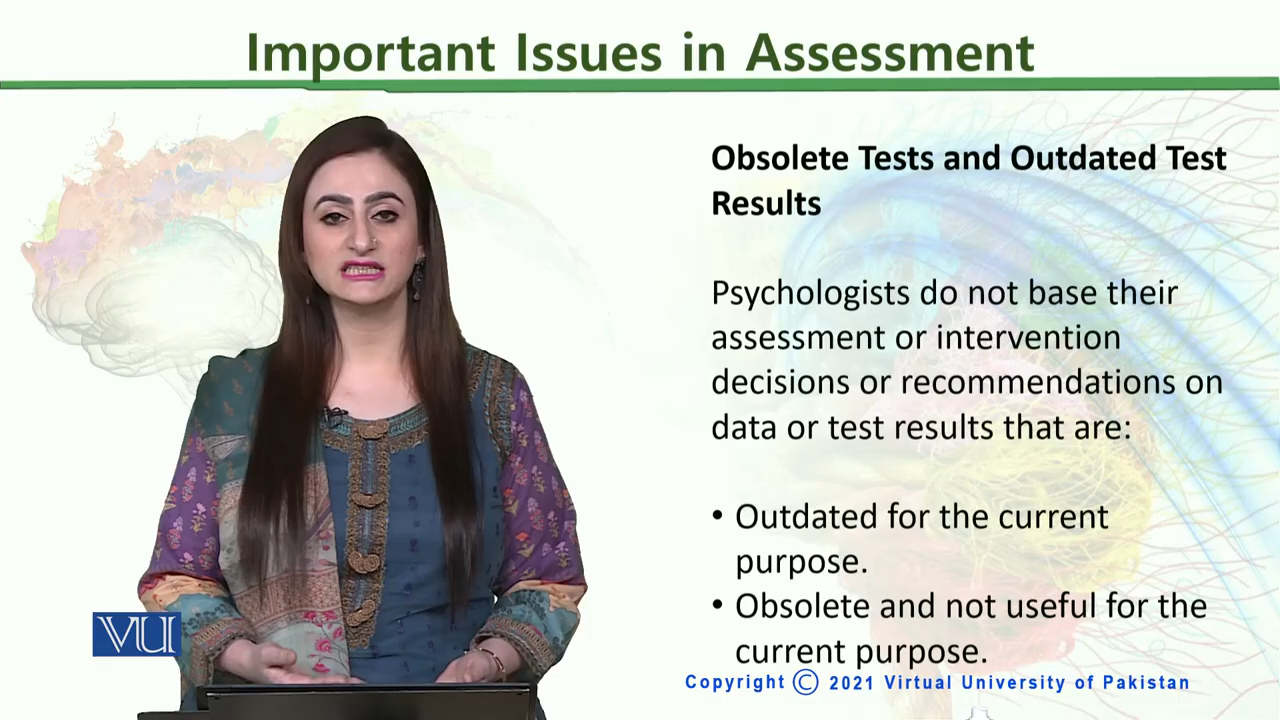 Important Issues in Assessment
Obsolete Tests and Outdated Test
Results
Psychologists do not base their
assessment or intervention
decisions or recommendations on
data or test results that are:
• Outdated for the current
purpose.
• Obsolete and not useful for the
current purpose.
VU
Copyright © 2021 Virtual University of Pakistan